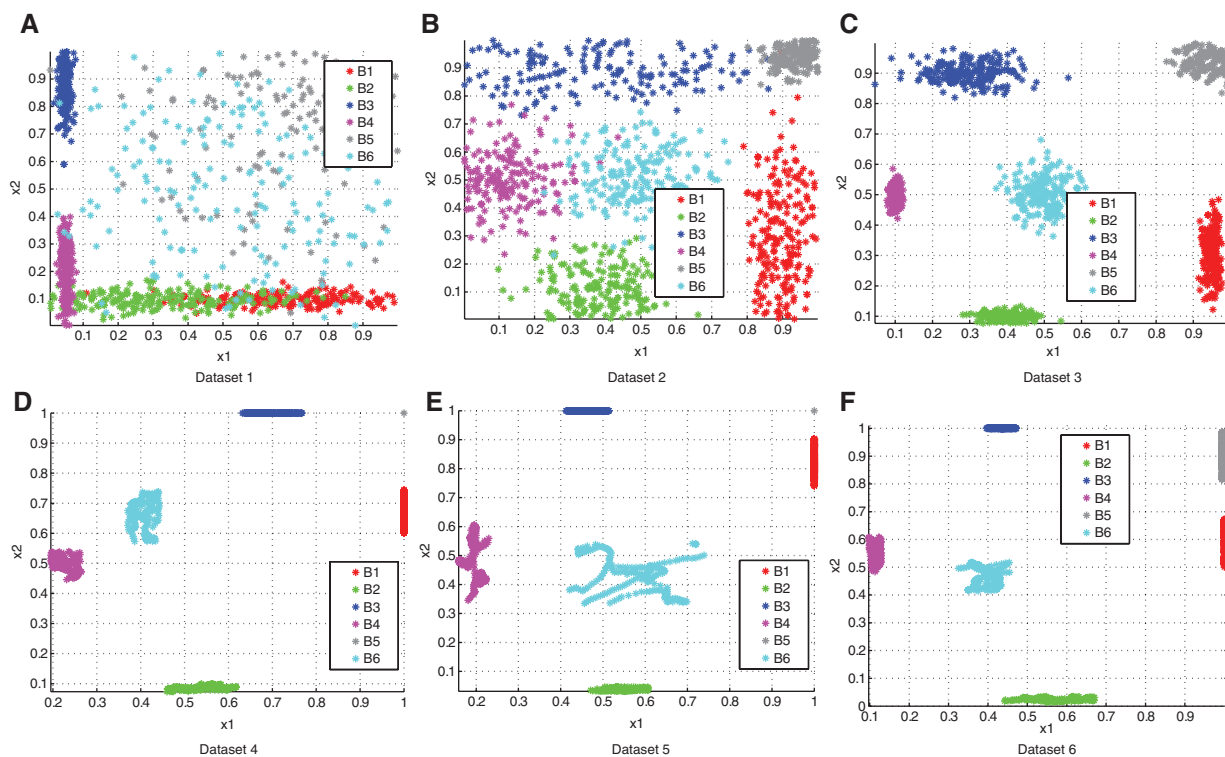 A
0.9
0.8
0.7
0.6
0.5
0.4
0.3
0.2
0.1
x2
0.1 0.2 0.3 0.4 0.5 0.6 0.7 0.8 0.9
x1
B1
B2
B3
B4
B5
B6
Dataset 1
B
0.9
0.8
0.7
0.6
0.5
0.4
0.3
0.2
0.1
x2
0.1 0.2 0.3 0.4 0.5 0.6 0.7 0.8 0.9
x1
B1
B2
B3
B4
B5
B6
Dataset 2
C
0.9
0.8
0.7
0.6
0.5
0.4
0.3
0.2
0.1
x2
0.1 0.2 0.3 0.4 0.5 0.6 0.7 0.8 0.9
x1
B1
B2
B3
B4
B5
B6
Dataset 3
D
1
0.9
0.8
0.7
0.6
0.5
0.4
0.3
0.2
0.1
x2
0.2 0.3 0.4 0.5 0.6 0.7 0.8 0.9 1
x1
B1
B2
B3
B4
B5
B6
Dataset 4
E
1
0.9
0.8
0.7
0.6
0.5
0.4
0.3
0.2
0.1
x2
0.2 0.3 0.4 0.5 0.6 0.7 0.8 0.9 1
x1
B1
B2
B3
B4
B5
B6
Dataset 5
F
1
0.9
0.8
0.7
0.6
0.5
0.4
0.3
0.2
0.1
0
x2
0.1 0.2 0.3 0.4 0.5 0.6 0.7 0.8 0.9
x1
B1
B2
B3
B4
B5
B6
Dataset 6